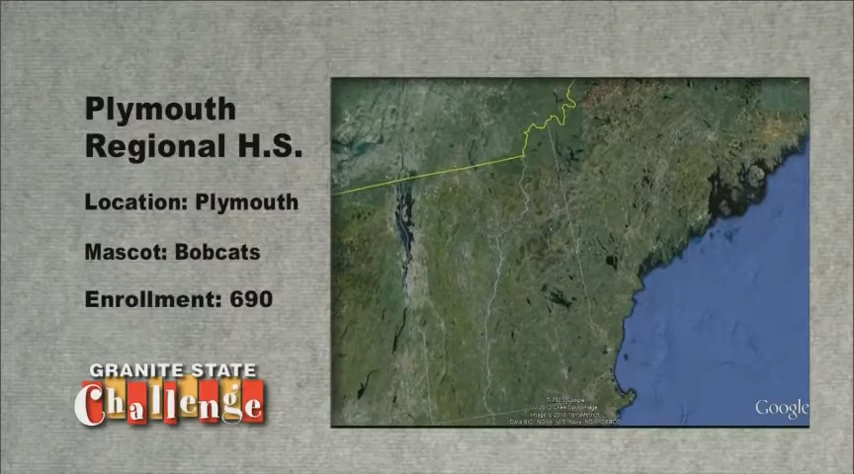 Plymouth
Regional H.S.
Location: Plymouth
Mascot: Bobcats
Enrollment: 690
GRANITE STATE
Challenge
Google